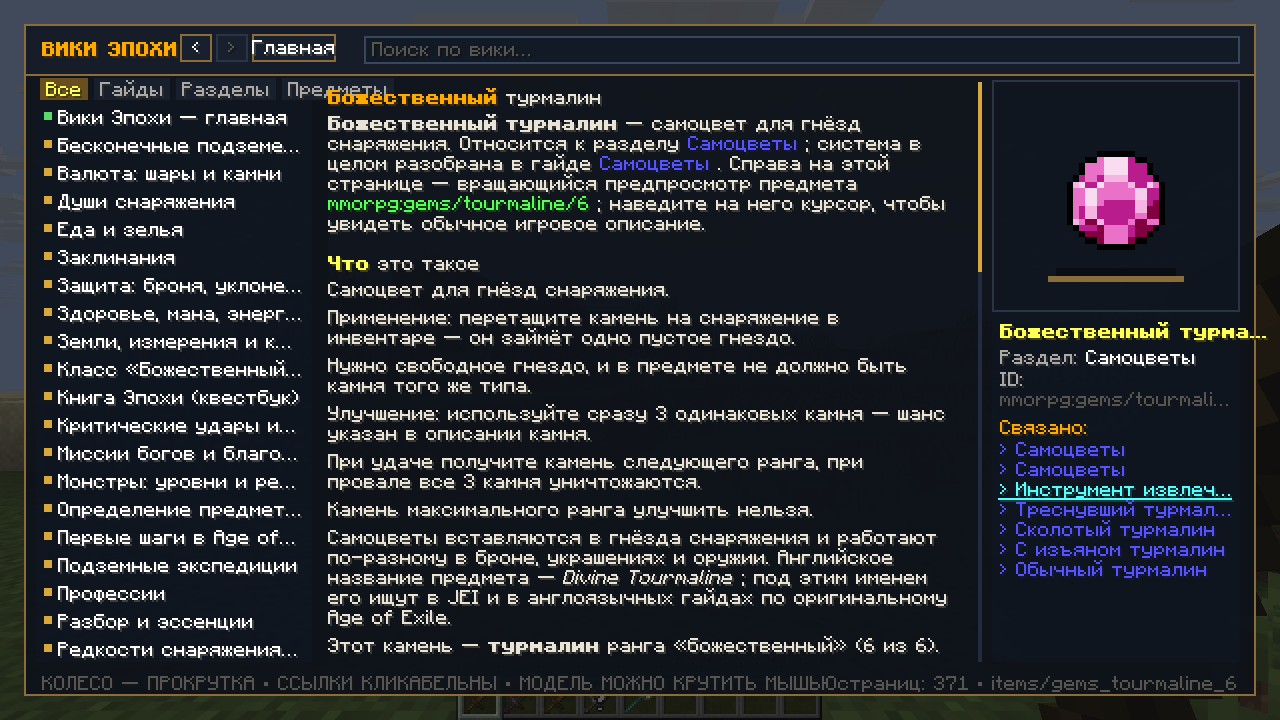 ВИКИ ЭПОХИ < > Главная Поиск по вики...
Все Гайды Разделы Предметы
Вики Эпохи — главная
Бесконечные подземе...
Валюта: шары и камни
Души снаряжения
Еда и зелья
Заклинания
Защита: броня, уклоне...
Здоровье, мана, энерг...
Земли, измерения и к...
Класс «Божественный...
Книга Эпохи (квестбук)
Критические удары и...
Миссии богов и благо...
Монстры: уровни и ре...
Определение предмет...
Первые шаги в Age of...
Подземные экспедиции
Профессии
Разбор и эссенции
Редкости снаряжения...
Божественный турмалин
Божественный турмалин — самоцвет для гнёзд
снаряжения. Относится к разделу Самоцветы ; система в
целом разобрана в гайде Самоцветы . Справа на этой
странице — вращающийся предпросмотр предмета
mmorpg:gems/tourmaline/6 ; наведите на него курсор, чтобы
увидеть обычное игровое описание.
Что это такое
Самоцвет для гнёзд снаряжения.
Применение: перетащите камень на снаряжение в
инвентаре — он займёт одно пустое гнездо.
Нужно свободное гнездо, и в предмете не должно быть
камня того же типа.
Улучшение: используйте сразу 3 одинаковых камня — шанс
указан в описании камня.
При удаче получите камень следующего ранга, при
провале все 3 камня уничтожаются.
Камень максимального ранга улучшить нельзя.
Самоцветы вставляются в гнёзда снаряжения и работают
по-разному в броне, украшениях и оружии. Английское
название предмета — Divine Tourmaline ; под этим именем
его ищут в JEI и в англоязычных гайдах по оригинальному
Age of Exile.
Этот камень — турмалин ранга «божественный» (6 из 6).
Божественный турма...
Раздел: Самоцветы
ID:
mmorpg:gems/tourmali...
Связано:
> Самоцветы
> Самоцветы
> Инструмент извлеч...
> Треснувший турмал...
> Сколотый турмалин
> С изъяном турмалин
> Обычный турмалин
КОЛЕСО — ПРОКРУТКА • ССЫЛКИ КЛИКАБЕЛЬНЫ • МОДЕЛЬ МОЖНО КРУТИТЬ МЫШЬЮ страниц: 371 • items/gems_tourmaline_6